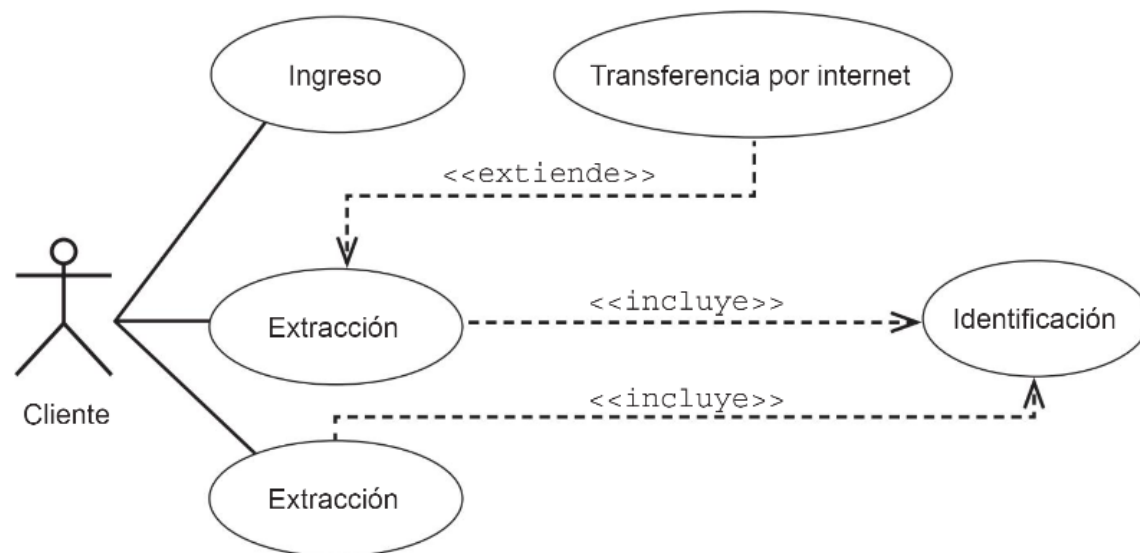 Ingreso
Transferencia por internet
<<extiende>>
Extracción
<<incluye>>
Identificación
Cliente
<<incluye>>
Extracción